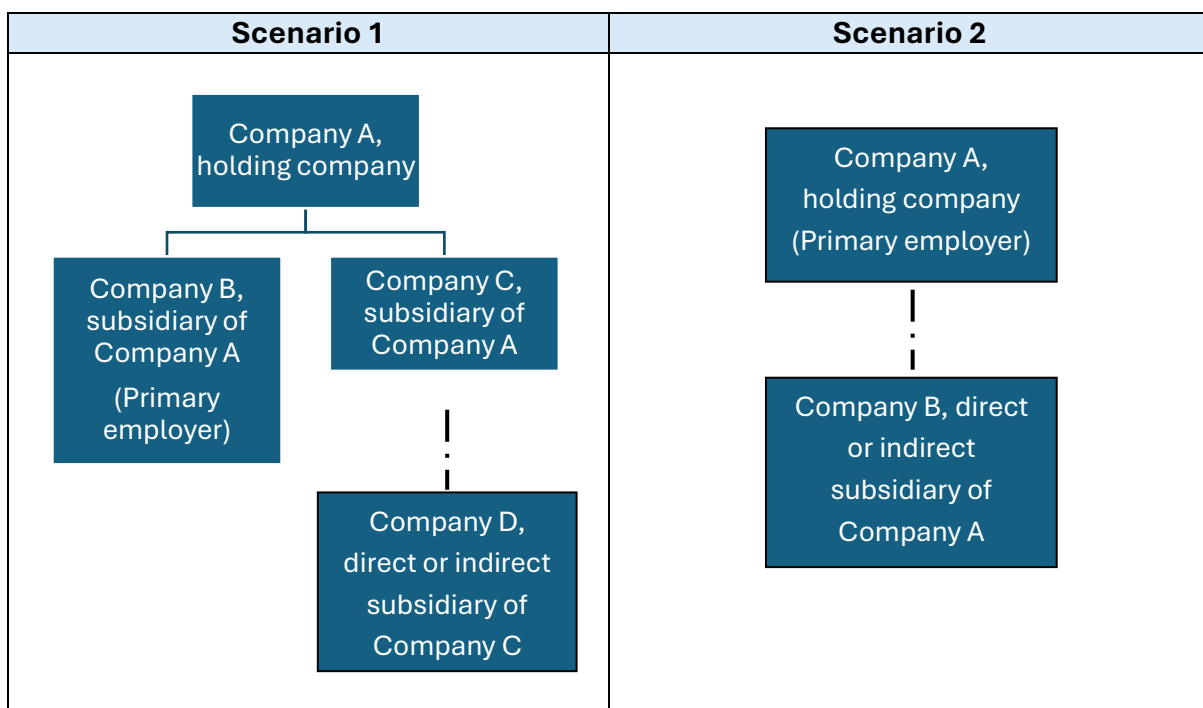 Scenario 1
Scenario 2
Company A,
holding company
Company B,
subsidiary of
Company A
(Primary
employer)
Company C,
subsidiary of
Company A
Company D,
direct or indirect
subsidiary of
Company C
Company A,
holding company
(Primary employer)
Company B, direct
or indirect
subsidiary of
Company A